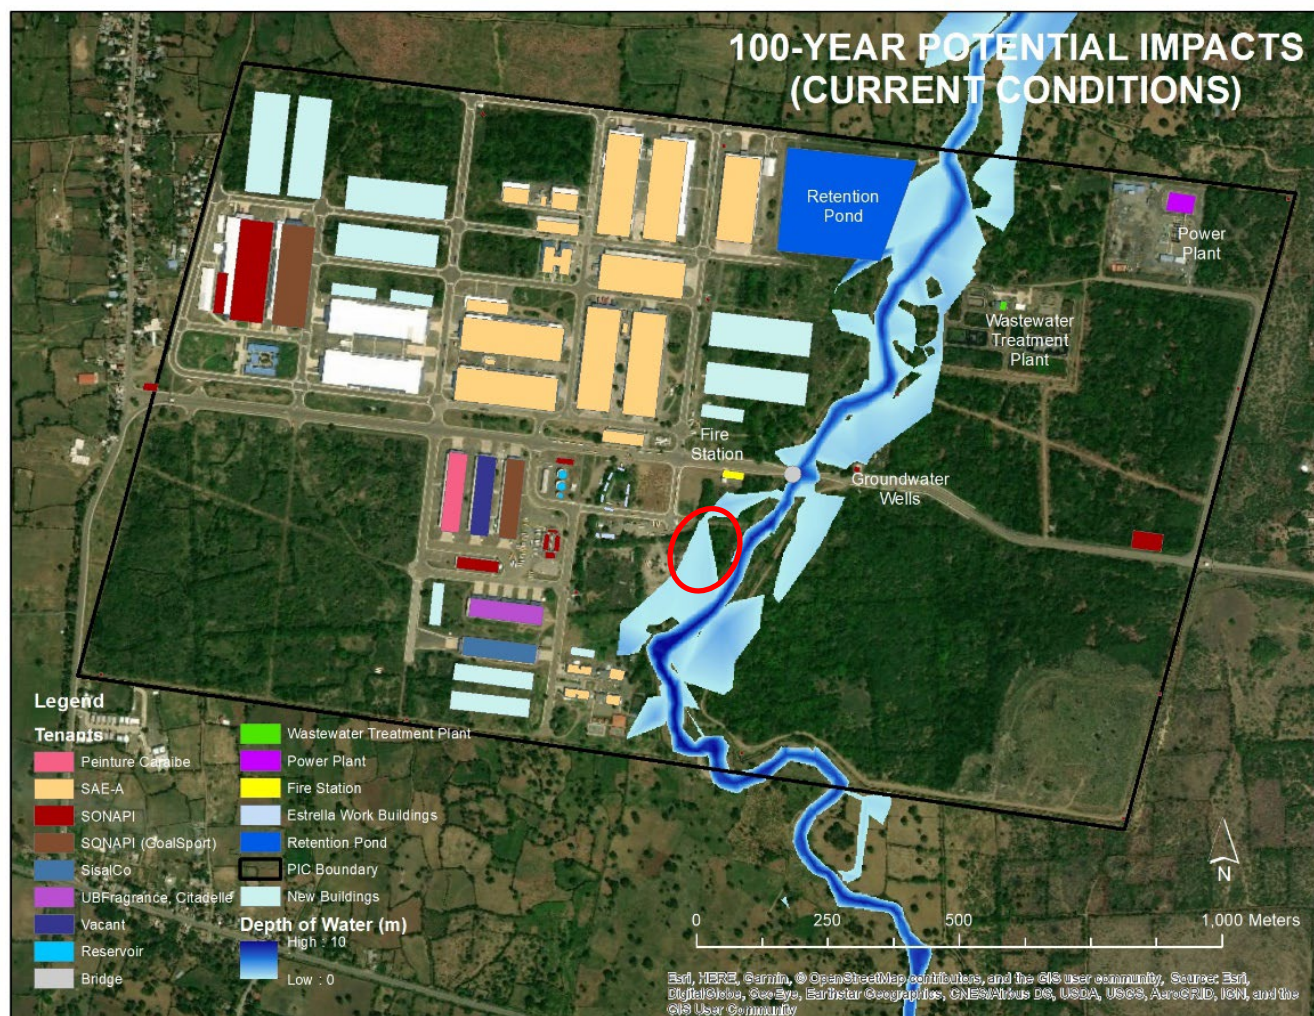 100-YEAR POTENTIAL IMPACTS
(CURRENT CONDITIONS)
Retention
Pond
Power
Plant
Wastewater
Treatment
Plant
Fire
Station
Groundwater
Wells
Legend
Tenants
Peinture Caraibe
SAE-A
SONAPI
SONAPI (GoalSport)
SisalCo
UBFragrance, Citadelle
Vacant
Reservoir
Bridge
Wastewater Treatment Plant
Power Plant
Fire Station
Estrella Work Buildings
Retention Pond
PIC Boundary
New Buildings
Depth of Water (m)
High : 10
Low : 0
N
0 250 500 1,000 Meters
Esri, HERE, Garmin, © OpenStreetMap contributors, and the GIS user community, Source: Esri,
DigitalGlobe, GeoEye, Earthstar Geographics, CNES/Airbus DS, USDA, USGS, AeroGRID, IGN, and the
GIS User Community